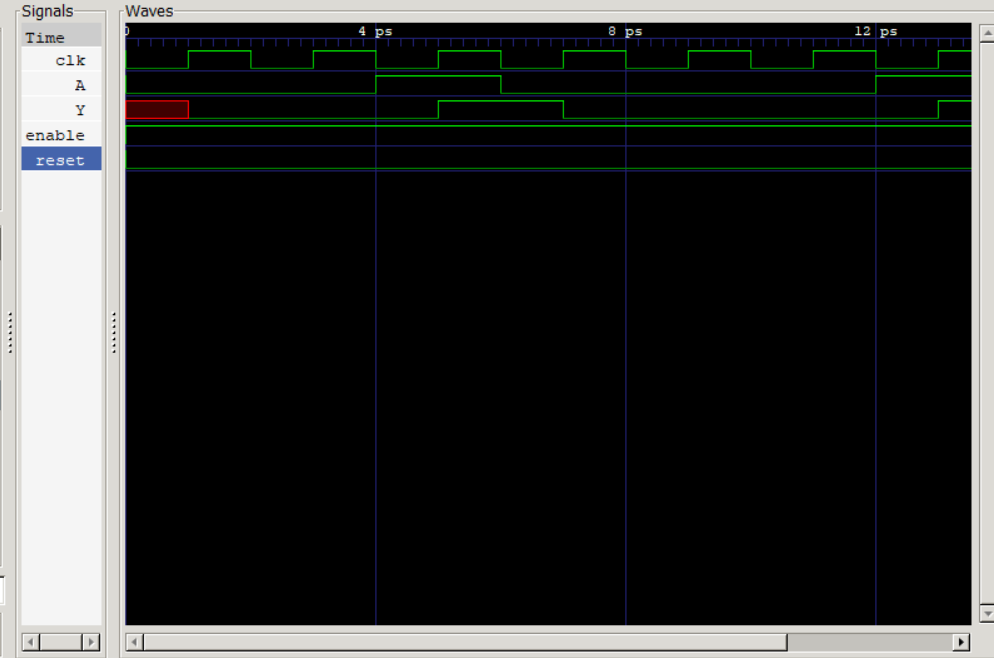 Signals
Waves
Time
0 4 ps 8 ps 12 ps
clk
A
Y
enable
reset